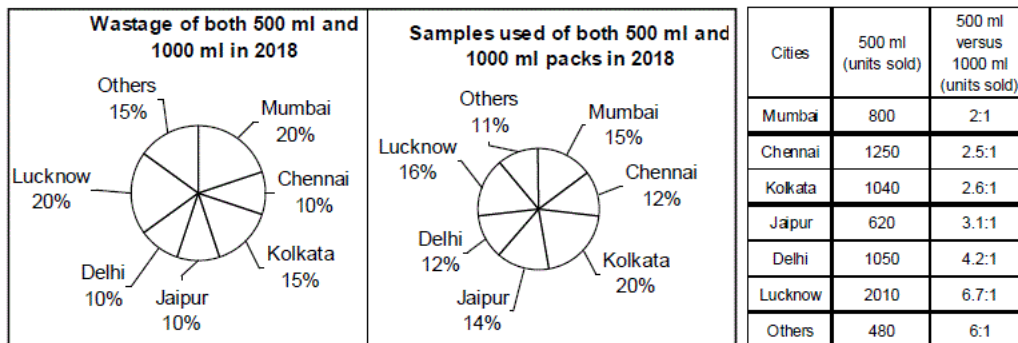 Wastage of both 500 ml and
1000 ml in 2018
Others
15%
Mumbai
20%
Lucknow
20%
Chennai
10%
Kolkata
15%
Delhi
10%
Jaipur
10%
Samples used of both 500 ml and
1000 ml packs in 2018
Others
11%
Mumbai
15%
Lucknow
16%
Chennai
12%
Delhi
12%
Kolkata
20%
Jaipur
14%
Cities
500 ml
(units sold)
500 ml
versus
1000 ml
(units sold)
Mumbai 800 2:1
Chennai 1250 2.5:1
Kolkata 1040 2.6:1
Jaipur 620 3.1:1
Delhi 1050 4.2:1
Lucknow 2010 6.7:1
Others 480 6:1